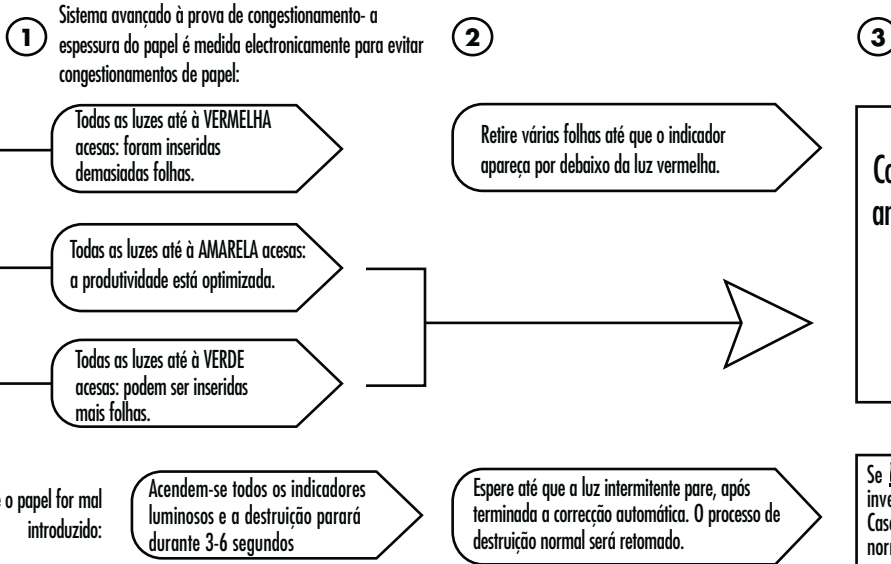 1
Sistema avançado à prova de congestionamento- a
espessura do papel é medida electronicamente para evitar
congestionamentos de papel:
2
3
Todas as luzes até à VERMELHA
acesas: foram inseridas
demasiadas folhas.
Retire várias folhas até que o indicador
apareça por debaixo da luz vermelha.
Todas as luzes até à AMARELA acesas:
a produtividade está optimizada.
Todas as luzes até à VERDE
acesas: podem ser inseridas
mais folhas.
o papel for mal
introduzido:
Acendem-se todos os indicadores
luminosos e a destruição parará
durante 3-6 segundos
Espere até que a luz intermitente pare, após
terminada a correcção automática. O processo de
destruição normal será retomado.
Se